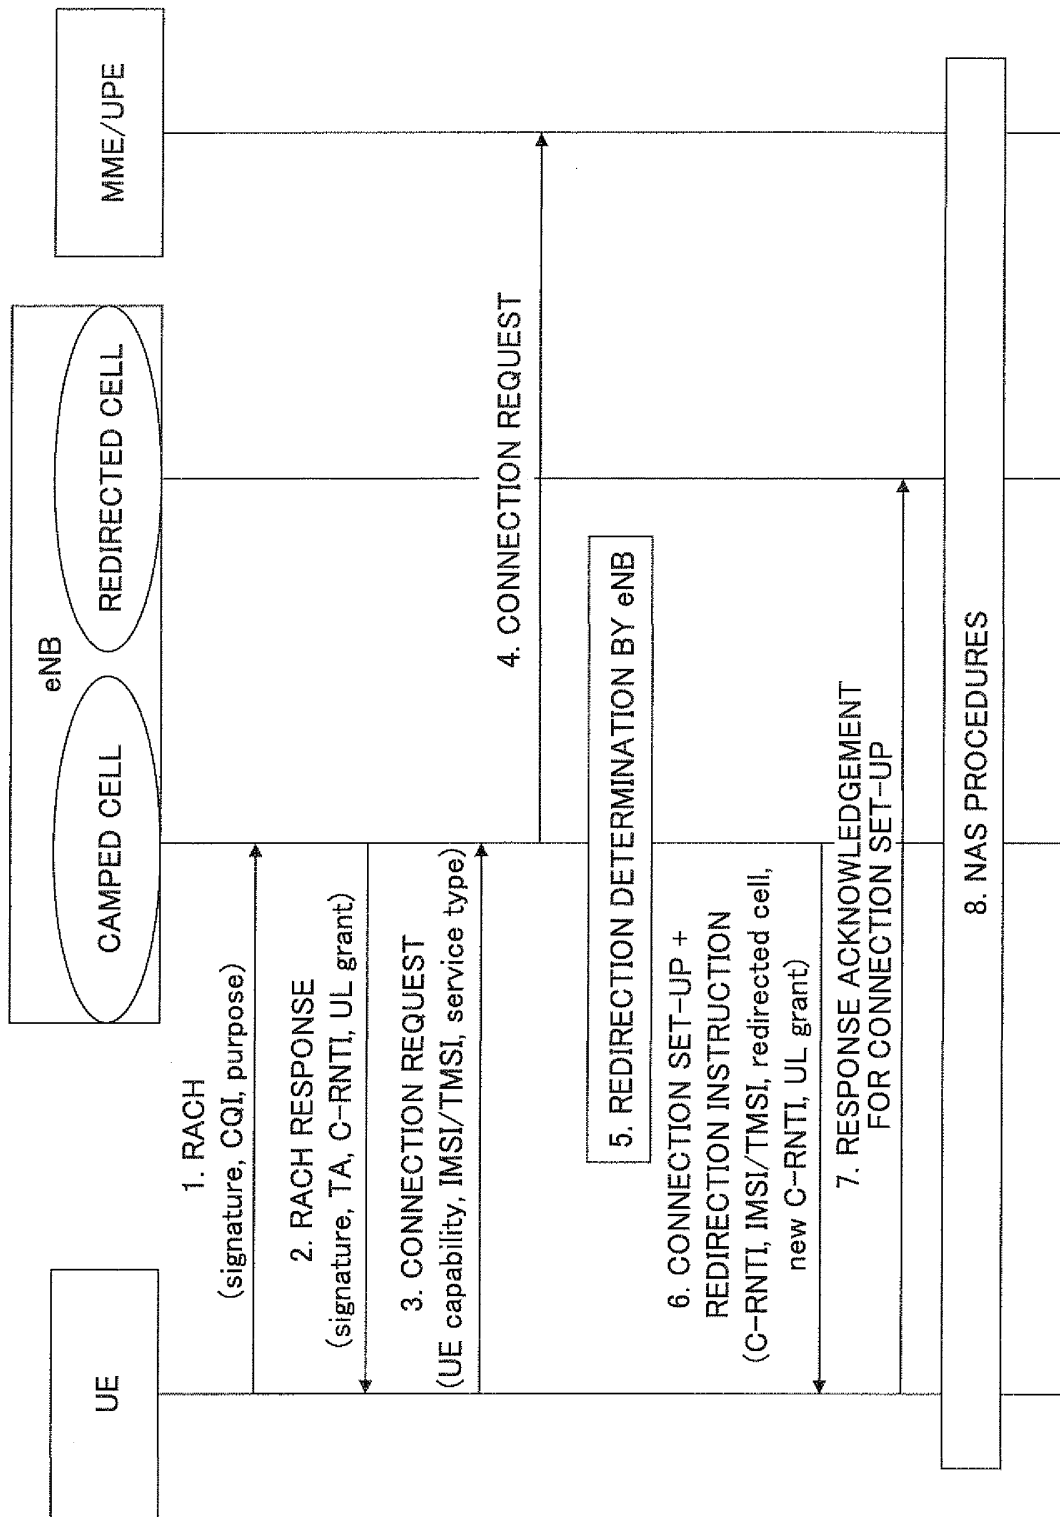 UE
eNB
CAMPED CELL
REDIRECTED CELL
MME/UPE
1. RACH
(signature, CQI, purpose)
2. RACH RESPONSE
(signature, TA, C-RNTI, UL grant)
3. CONNECTION REQUEST
(UE capability, IMSI/TMSI, service type)
4. CONNECTION REQUEST
5. REDIRECTION DETERMINATION BY eNB
6. CONNECTION SET-UP +
REDIRECTION INSTRUCTION
(C-RNTI, IMSI/TMSI, redirected cell,
new C-RNTI, UL grant)
7. RESPONSE ACKNOWLEDGEMENT
FOR CONNECTION SET-UP
8. NAS PROCEDURES